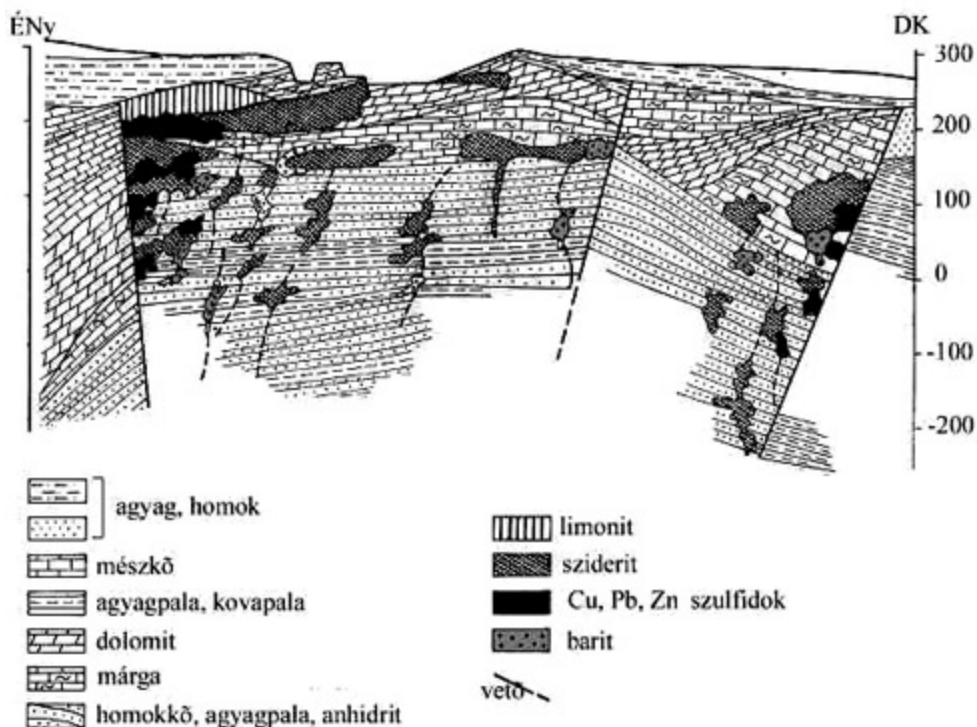 ÉNy
DK
300
200
100
0
-100
-200
agyag, homok
mészkõ
agyagpala, kovapala
dolomit
márga
homokkõ, agyagpala, anhidrit
limonit
sziderit
Cu, Pb, Zn szulfidok
barit
vetõ